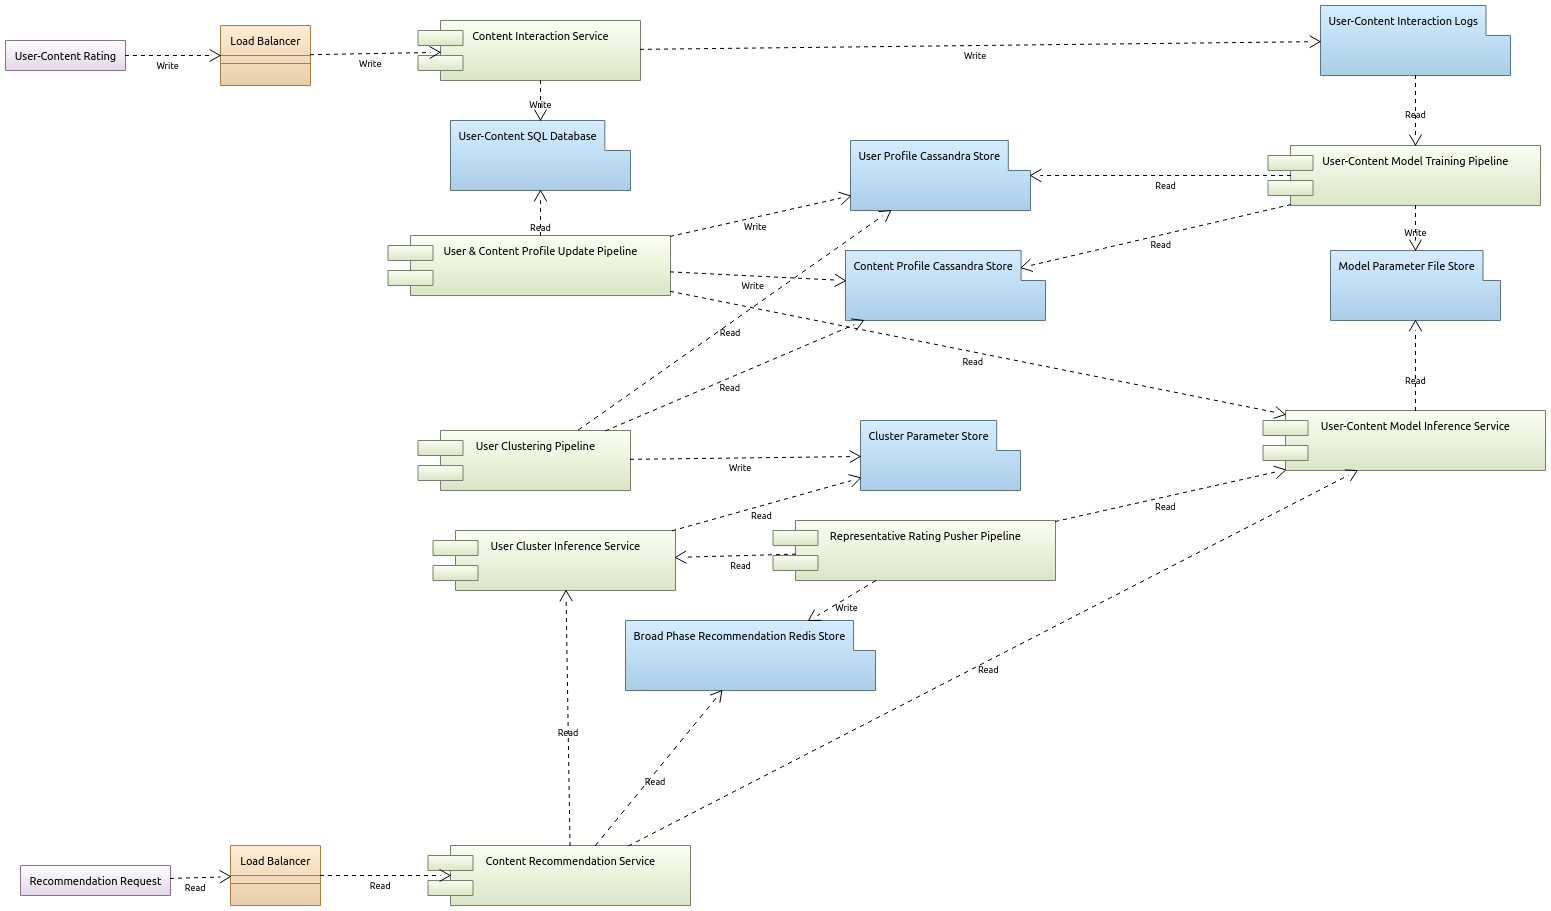 User-Content Rating
Write
Load Balancer
Write
Content Interaction Service
Write
User-Content Interaction Logs
Write
Read
User-Content SQL Database
User Profile Cassandra Store
User-Content Model Training Pipeline
Read
Read
Write
User & Content Profile Update Pipeline
Read
Write
Content Profile Cassandra Store
Model Parameter File Store
Write
Read
Read
Read
Read
User-Content Model Inference Service
Cluster Parameter Store
User Clustering Pipeline
Write
Read
Read
User Cluster Inference Service
Representative Rating Pusher Pipeline
Read
Write
Broad Phase Recommendation Redis Store
Read
Read
Read
Load Balancer
Content Recommendation Service
Recommendation Request
Read
Read